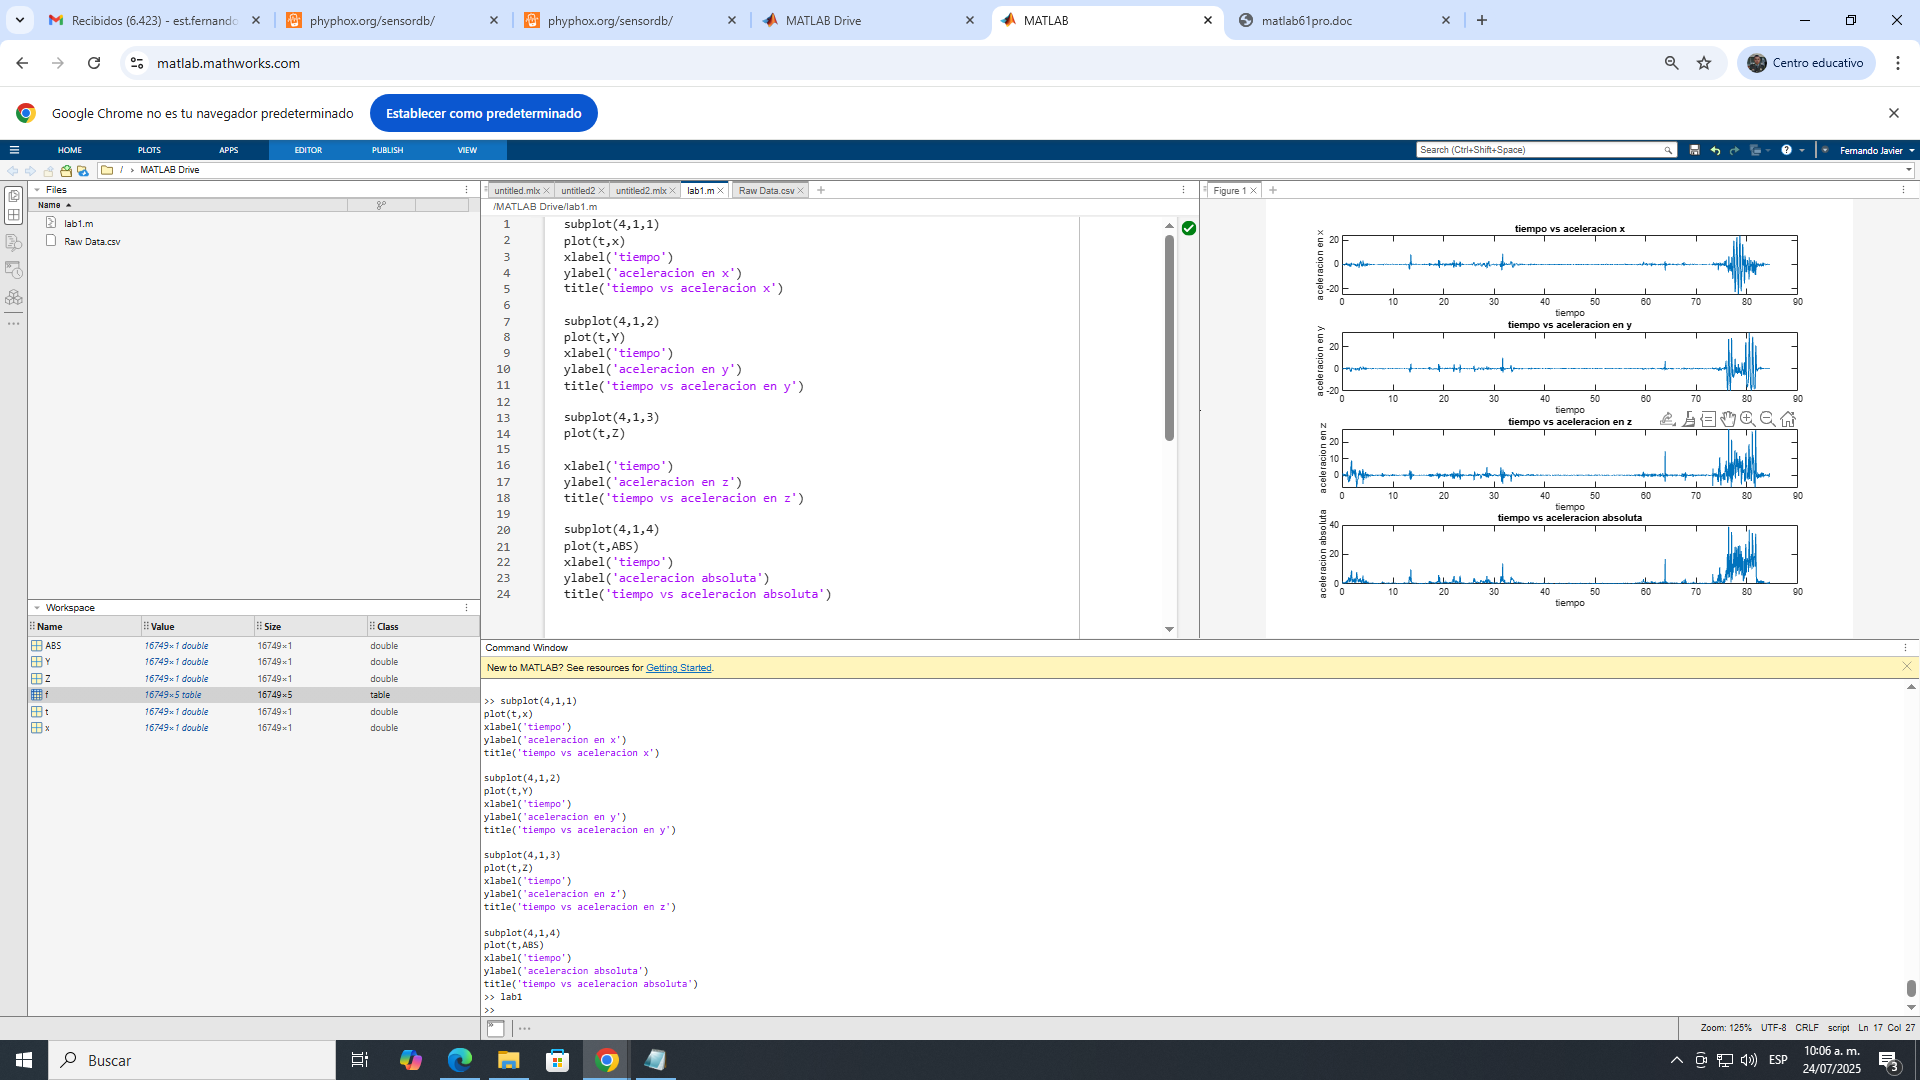 Recibidos (6.423) - est.fernando
phyphox.org/sensordb/
phyphox.org/sensordb/
MATLAB Drive
MATLAB
matlab61pro.doc
matlab.mathworks.com
Centro educativo
Google Chrome no es tu navegador predeterminado
Establecer como predeterminado
HOME
PLOTS
APPS
EDITOR
PUBLISH
VIEW
Search (Ctrl+Shift+Space)
Fernando Javier
/ › MATLAB Drive
Files
Name
lab1.m
Raw Data.csv
Workspace
Name Value Size Class
ABS 16749×1 double 16749×1 double
Y 16749×1 double 16749×1 double
Z 16749×1 double 16749×1 double
f 16749×5 table 16749×5 table
t 16749×1 double 16749×1 double
x 16749×1 double 16749×1 double
untitled.mlx
untitled2
untitled2.mlx
lab1.m
Raw Data.csv
/MATLAB Drive/lab1.m
1 subplot(4,1,1)
2 plot(t,x)
3 xlabel('tiempo')
4 ylabel('aceleracion en x')
5 title('tiempo vs aceleracion x')
6
7 subplot(4,1,2)
8 plot(t,Y)
9 xlabel('tiempo')
10 ylabel('aceleracion en y')
11 title('tiempo vs aceleracion en y')
12
13 subplot(4,1,3)
14 plot(t,Z)
15
16 xlabel('tiempo')
17 ylabel('aceleracion en z')
18 title('tiempo vs aceleracion en z')
19
20 subplot(4,1,4)
21 plot(t,ABS)
22 xlabel('tiempo')
23 ylabel('aceleracion absoluta')
24 title('tiempo vs aceleracion absoluta')
Figure 1
tiempo vs aceleracion x
aceleracion en x
20
0
-20
0 10 20 30 40 50 60 70 80 90
tiempo
tiempo vs aceleracion en y
aceleracion en y
20
0
-20
0 10 20 30 40 50 60 70 80 90
tiempo
tiempo vs aceleracion en z
aceleracion en z
20
10
0
0 10 20 30 40 50 60 70 80 90
tiempo
tiempo vs aceleracion absoluta
aceleracion absoluta
40
20
0
0 10 20 30 40 50 60 70 80 90
tiempo
Command Window
New to MATLAB? See resources for Getting Started.
>> subplot(4,1,1)
plot(t,x)
xlabel('tiempo')
ylabel('aceleracion en x')
title('tiempo vs aceleracion x')
subplot(4,1,2)
plot(t,Y)
xlabel('tiempo')
ylabel('aceleracion en y')
title('tiempo vs aceleracion en y')
subplot(4,1,3)
plot(t,Z)
xlabel('tiempo')
ylabel('aceleracion en z')
title('tiempo vs aceleracion en z')
subplot(4,1,4)
plot(t,ABS)
xlabel('tiempo')
ylabel('aceleracion absoluta')
title('tiempo vs aceleracion absoluta')
>> lab1
>>
Zoom: 125% UTF-8 CRLF script Ln 17 Col 27
Buscar
ESP
10:06 a. m.
24/07/2025
3